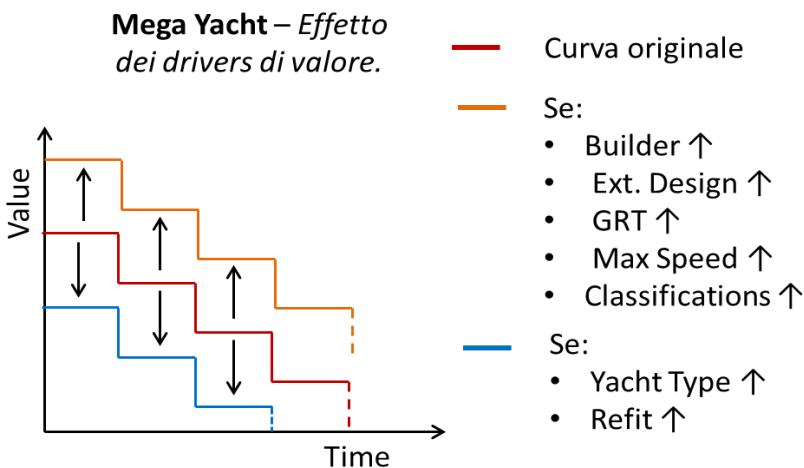 Mega Yacht – Effetto
dei drivers di valore.
Value
Time
Curva originale
Se:
• Builder ↑
• Ext. Design ↑
• GRT ↑
• Max Speed ↑
• Classifications ↑
Se:
• Yacht Type ↑
• Refit ↑